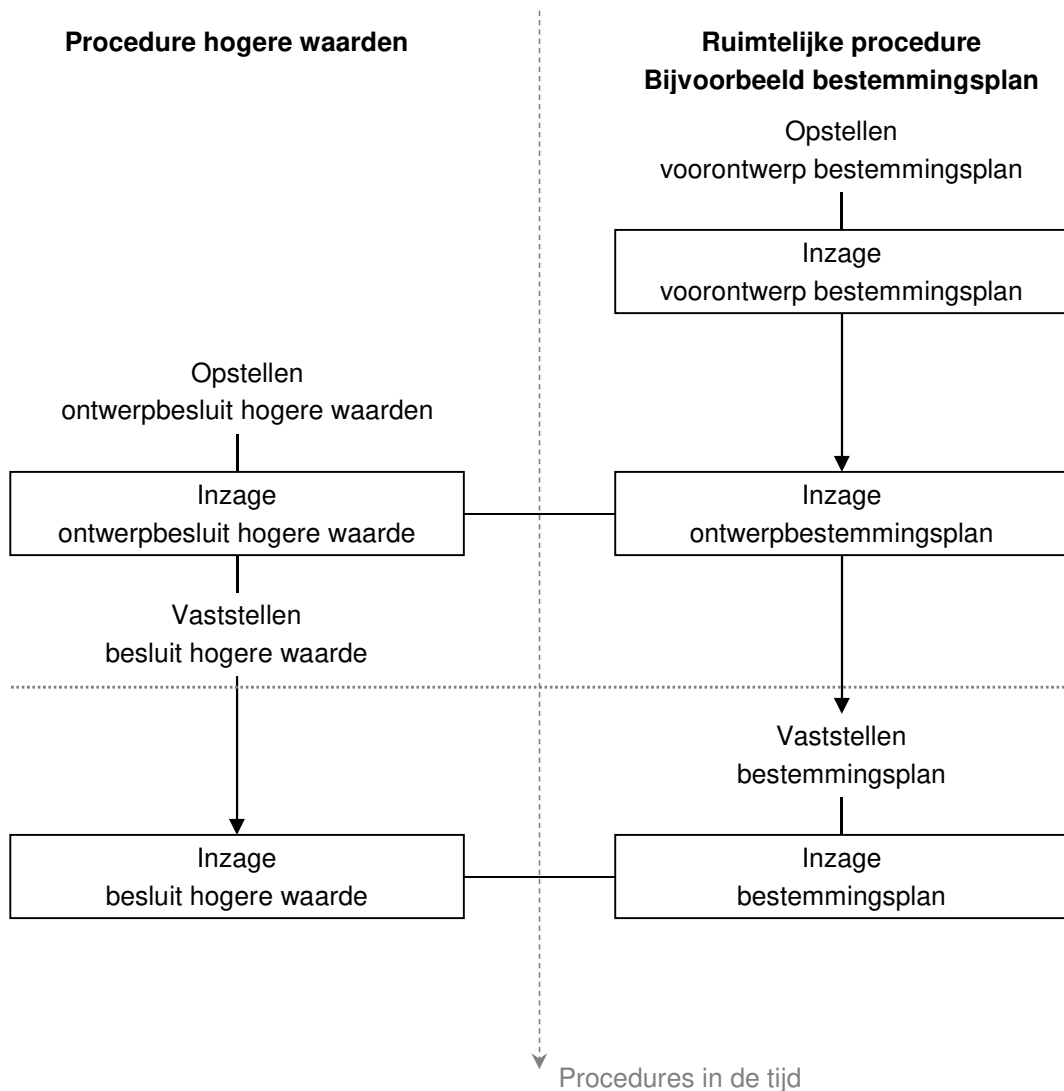 Procedure hogere waarden
Ruimtelijke procedure
Bijvoorbeeld bestemmingsplan
Opstellen
voorontwerp bestemmingsplan
Inzage
voorontwerp bestemmingsplan
Opstellen
ontwerpbesluit hogere waarden
Inzage
ontwerpbesluit hogere waarde
Inzage
ontwerpbestemmingsplan
Vaststellen
besluit hogere waarde
Vaststellen
bestemmingsplan
Inzage
besluit hogere waarde
Inzage
bestemmingsplan
Procedures in de tijd